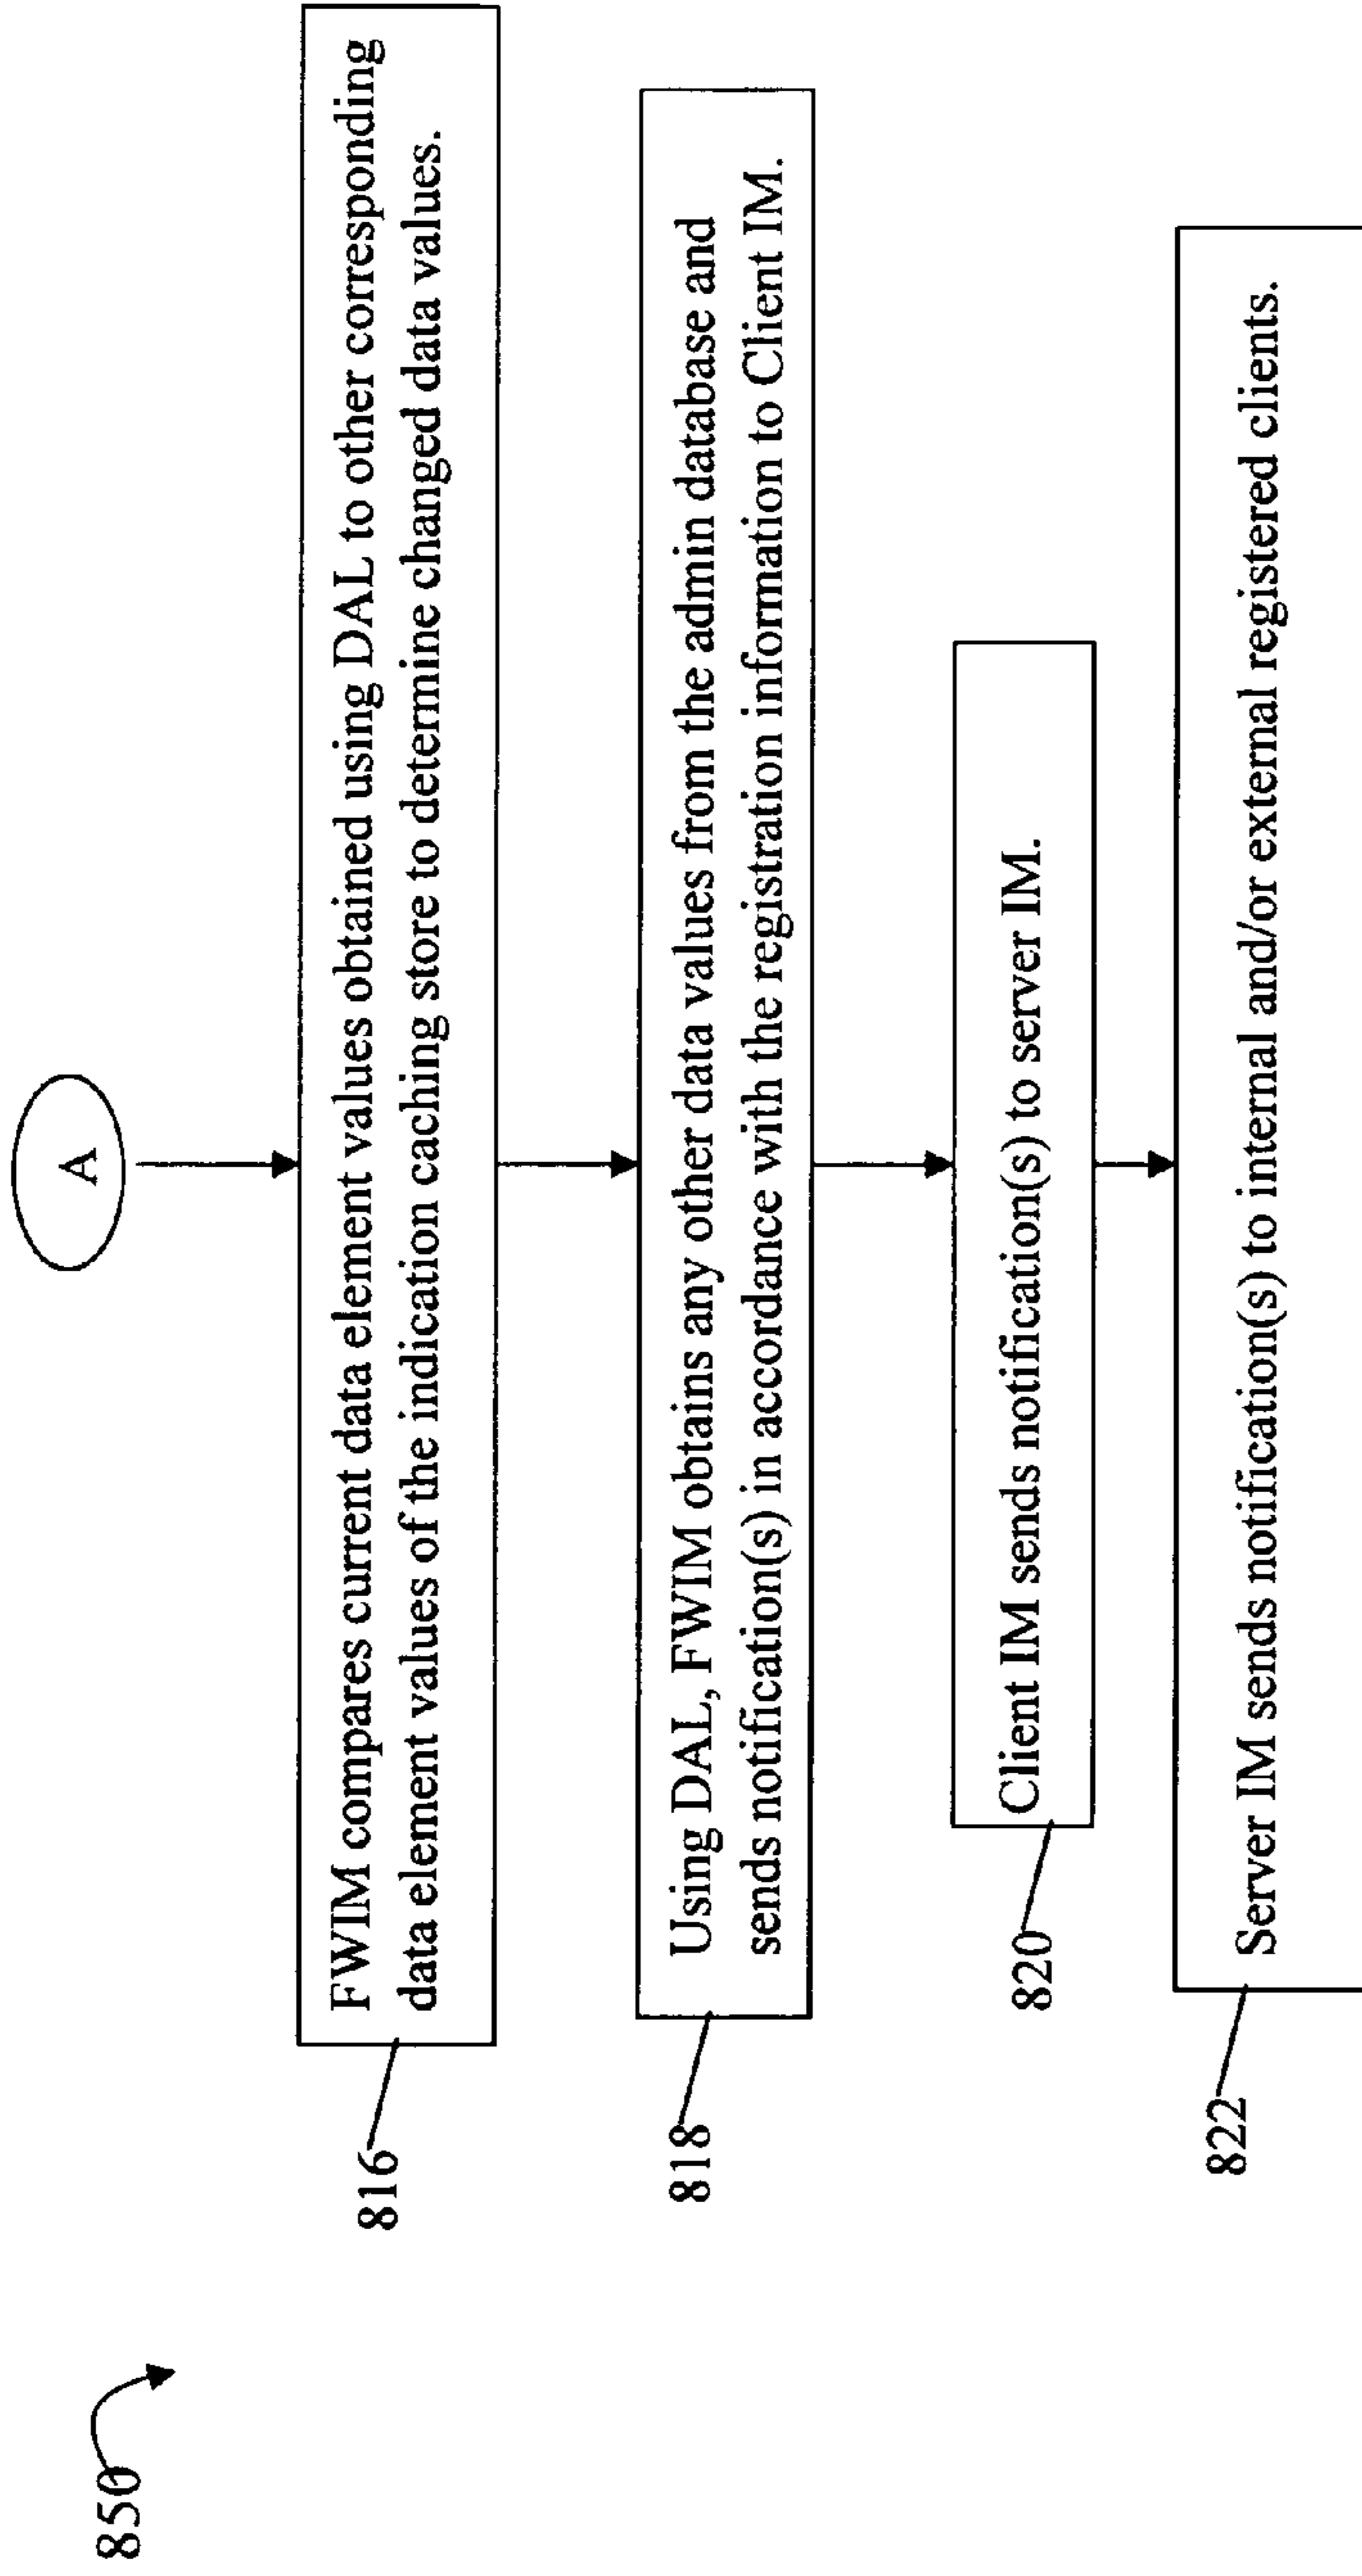 850
A
816
FWIM compares current data element values obtained using DAL to other corresponding
data element values of the indication caching store to determine changed data values.
818
Using DAL, FWIM obtains any other data values from the admin database and
sends notification(s) in accordance with the registration information to Client IM.
820
Client IM sends notification(s) to server IM.
822
Server IM sends notification(s) to internal and/or external registered clients.